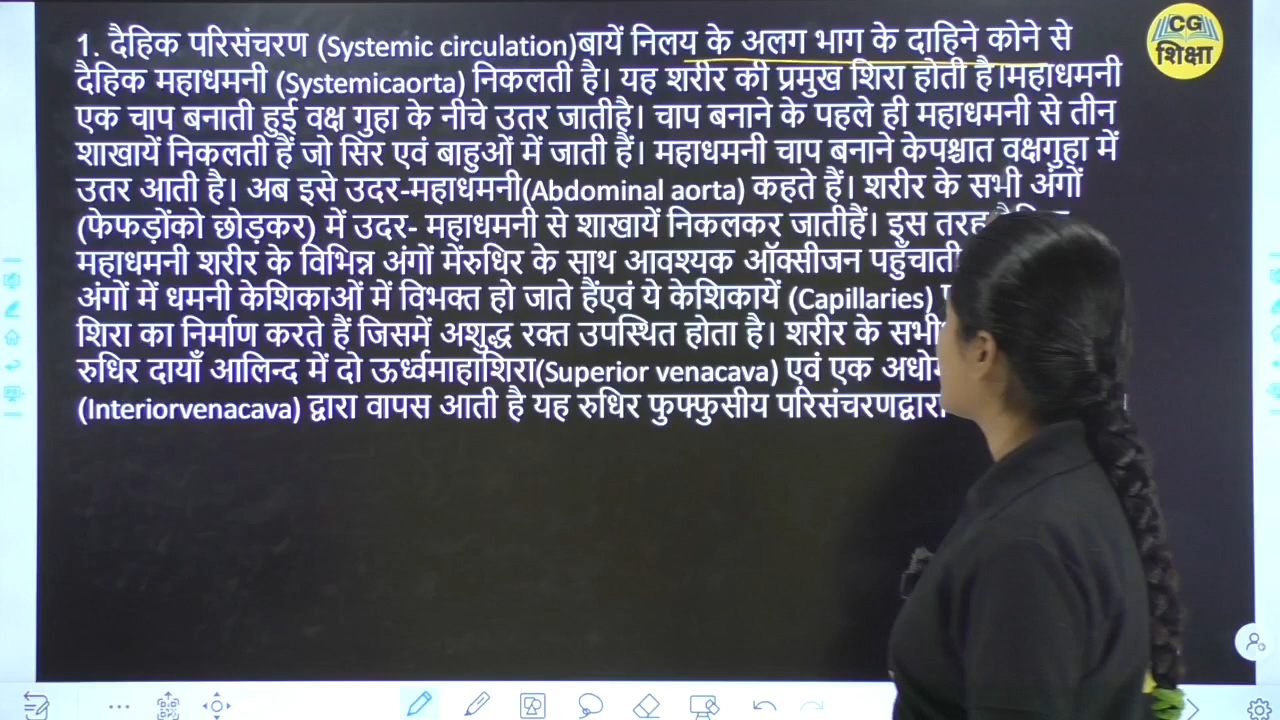 1. दैहिक परिसंचरण (Systemic circulation)बायें निलय के अलग भाग के दाहिने कोने से
दैहिक महाधमनी (Systemicaorta) निकलती है। यह शरीर की प्रमुख शिरा होती है।महाधमनी
एक चाप बनाती हुई वक्ष गुहा के नीचे उतर जातीहै। चाप बनाने के पहले ही महाधमनी से तीन
शाखायें निकलती हैं जो सिर एवं बाहुओं में जाती हैं। महाधमनी चाप बनाने केपश्चात वक्षगुहा में
उतर आती है। अब इसे उदर-महाधमनी(Abdominal aorta) कहते हैं। शरीर के सभी अंगों
(फेफड़ोंको छोड़कर) में उदर- महाधमनी से शाखायें निकलकर जातीहैं। इस तरह
महाधमनी शरीर के विभिन्न अंगों मेंरुधिर के साथ आवश्यक ऑक्सीजन पहुँचाती
अंगों में धमनी केशिकाओं में विभक्त हो जाते हैंएवं ये केशिकायें (Capillaries)
शिरा का निर्माण करते हैं जिसमें अशुद्ध रक्त उपस्थित होता है। शरीर के सभी
रुधिर दायाँ आलिन्द में दो ऊर्ध्वमाहाशिरा(Superior venacava) एवं एक
(Interiorvenacava) द्वारा वापस आती है यह रुधिर फुफ्फुसीय परिसंचरणद्वारा
CG
शिक्षा